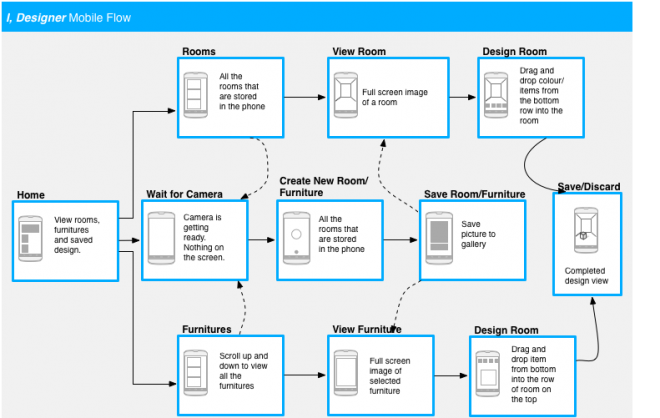 I, Designer Mobile Flow
Rooms
All the
rooms that
are stored
in the phone
View Room
Full screen image
of a room
Design Room
Drag and
drop colour/
items from
the bottom
row into the
room
Home
View rooms,
furnitures
and saved
design.
Wait for Camera
Camera is
getting
ready.
Nothing on
the screen.
Create New Room/
Furniture
All the
rooms that
are stored
in the phone
Save Room/Furniture
Save
picture to
gallery
Save/Discard
Completed
design view
Furnitures
Scroll up and
down to view
all the
furnitures
View Furniture
Full screen
image of
selected
furniture
Design Room
Drag and
drop item
from bottom
into the row
of room on
the top